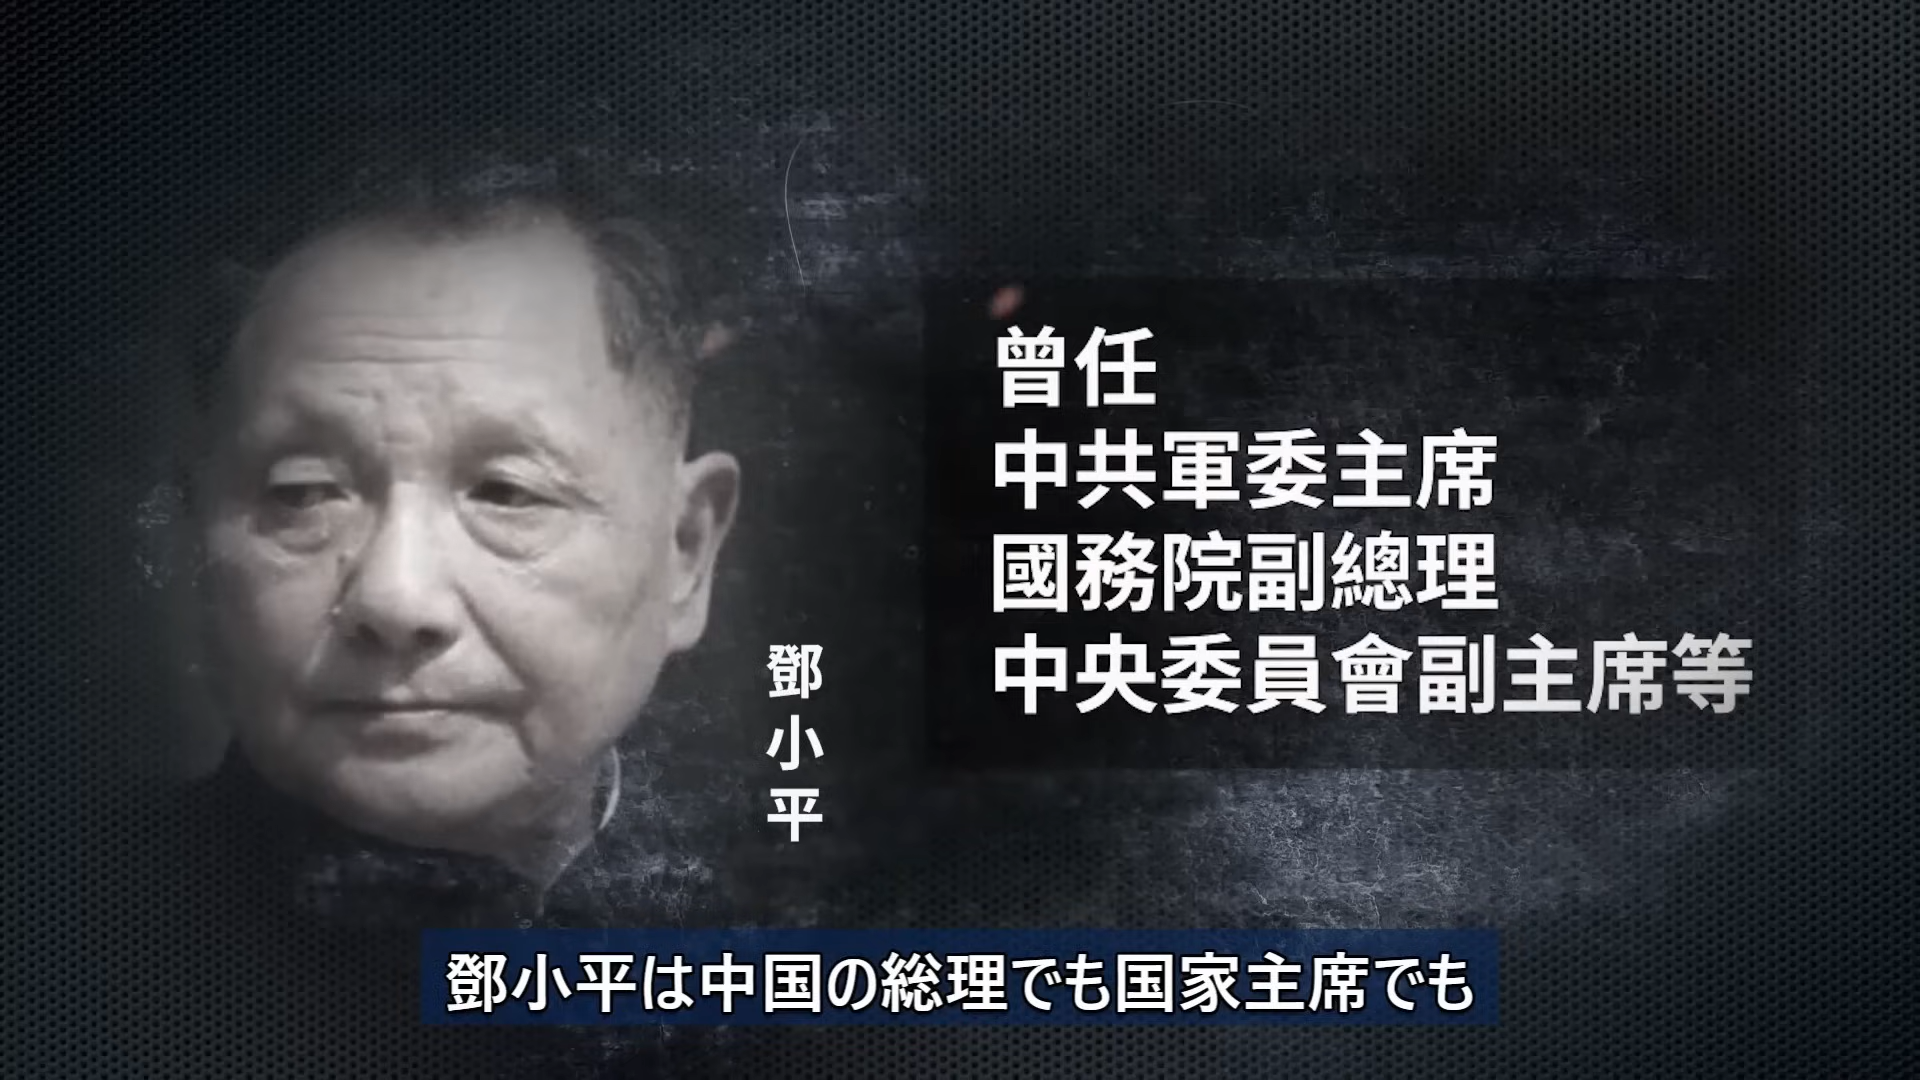 曾任
中共軍委主席
國務院副總理
中央委員會副主席等
鄧小平
鄧小平は中国の総理でも国家主席でも